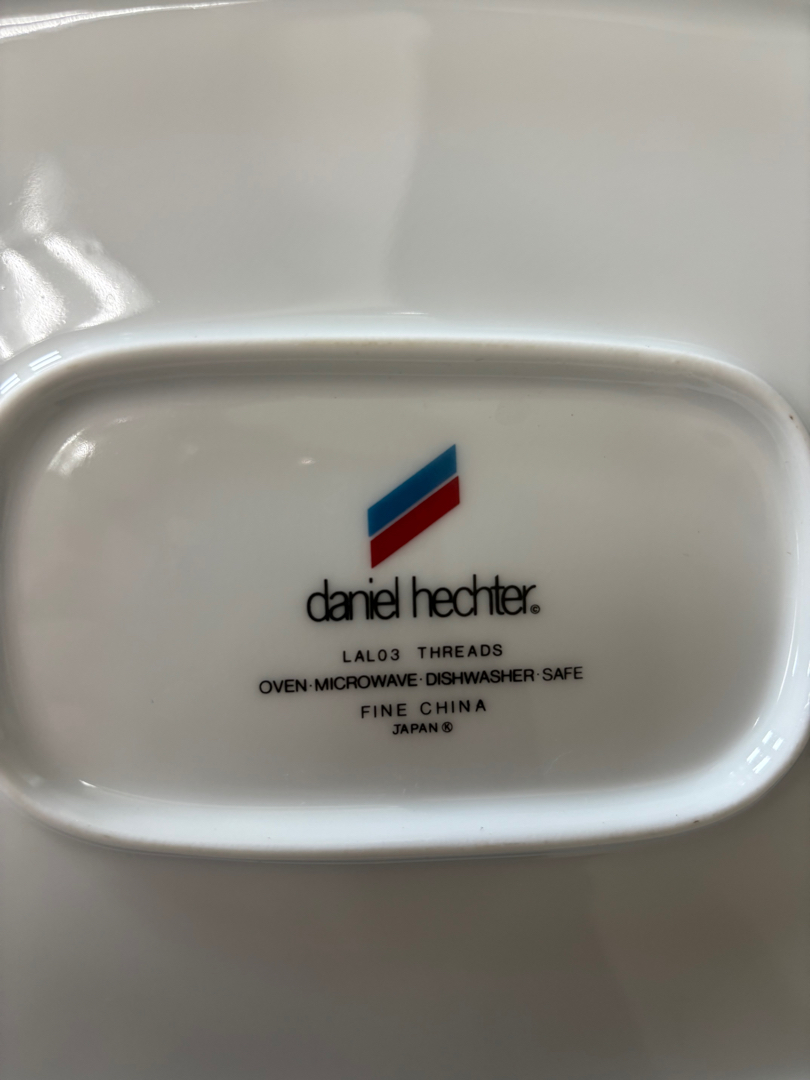 daniel hechter©
LAL03 THREADS
OVEN·MICROWAVE·DISHWASHER·SAFE
FINE CHINA
JAPAN ®